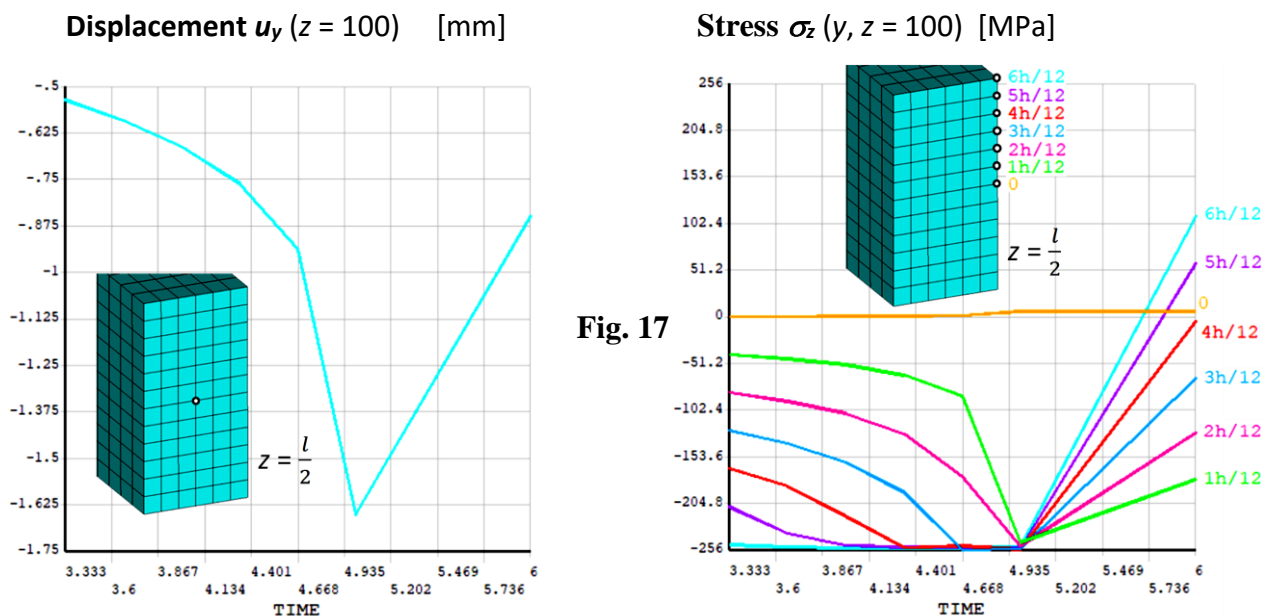 Displacement uy (z = 100) [mm]
-.5
-.625
-.75
-.875
-1
-1.125
-1.25
-1.375
-1.5
-1.625
-1.75
z = l/2
3.333 3.867 4.401 4.935 5.469 6
3.6 4.134 4.668 5.202 5.736
TIME
Fig. 17
Stress σz (y, z = 100) [MPa]
256
204.8
153.6
102.4
51.2
0
-51.2
-102.4
-153.6
-204.8
-256
6h/12
5h/12
4h/12
3h/12
2h/12
1h/12
0
z = l/2
6h/12
5h/12
0
4h/12
3h/12
2h/12
1h/12
3.333 3.867 4.401 4.935 5.469 6
3.6 4.134 4.668 5.202 5.736
TIME